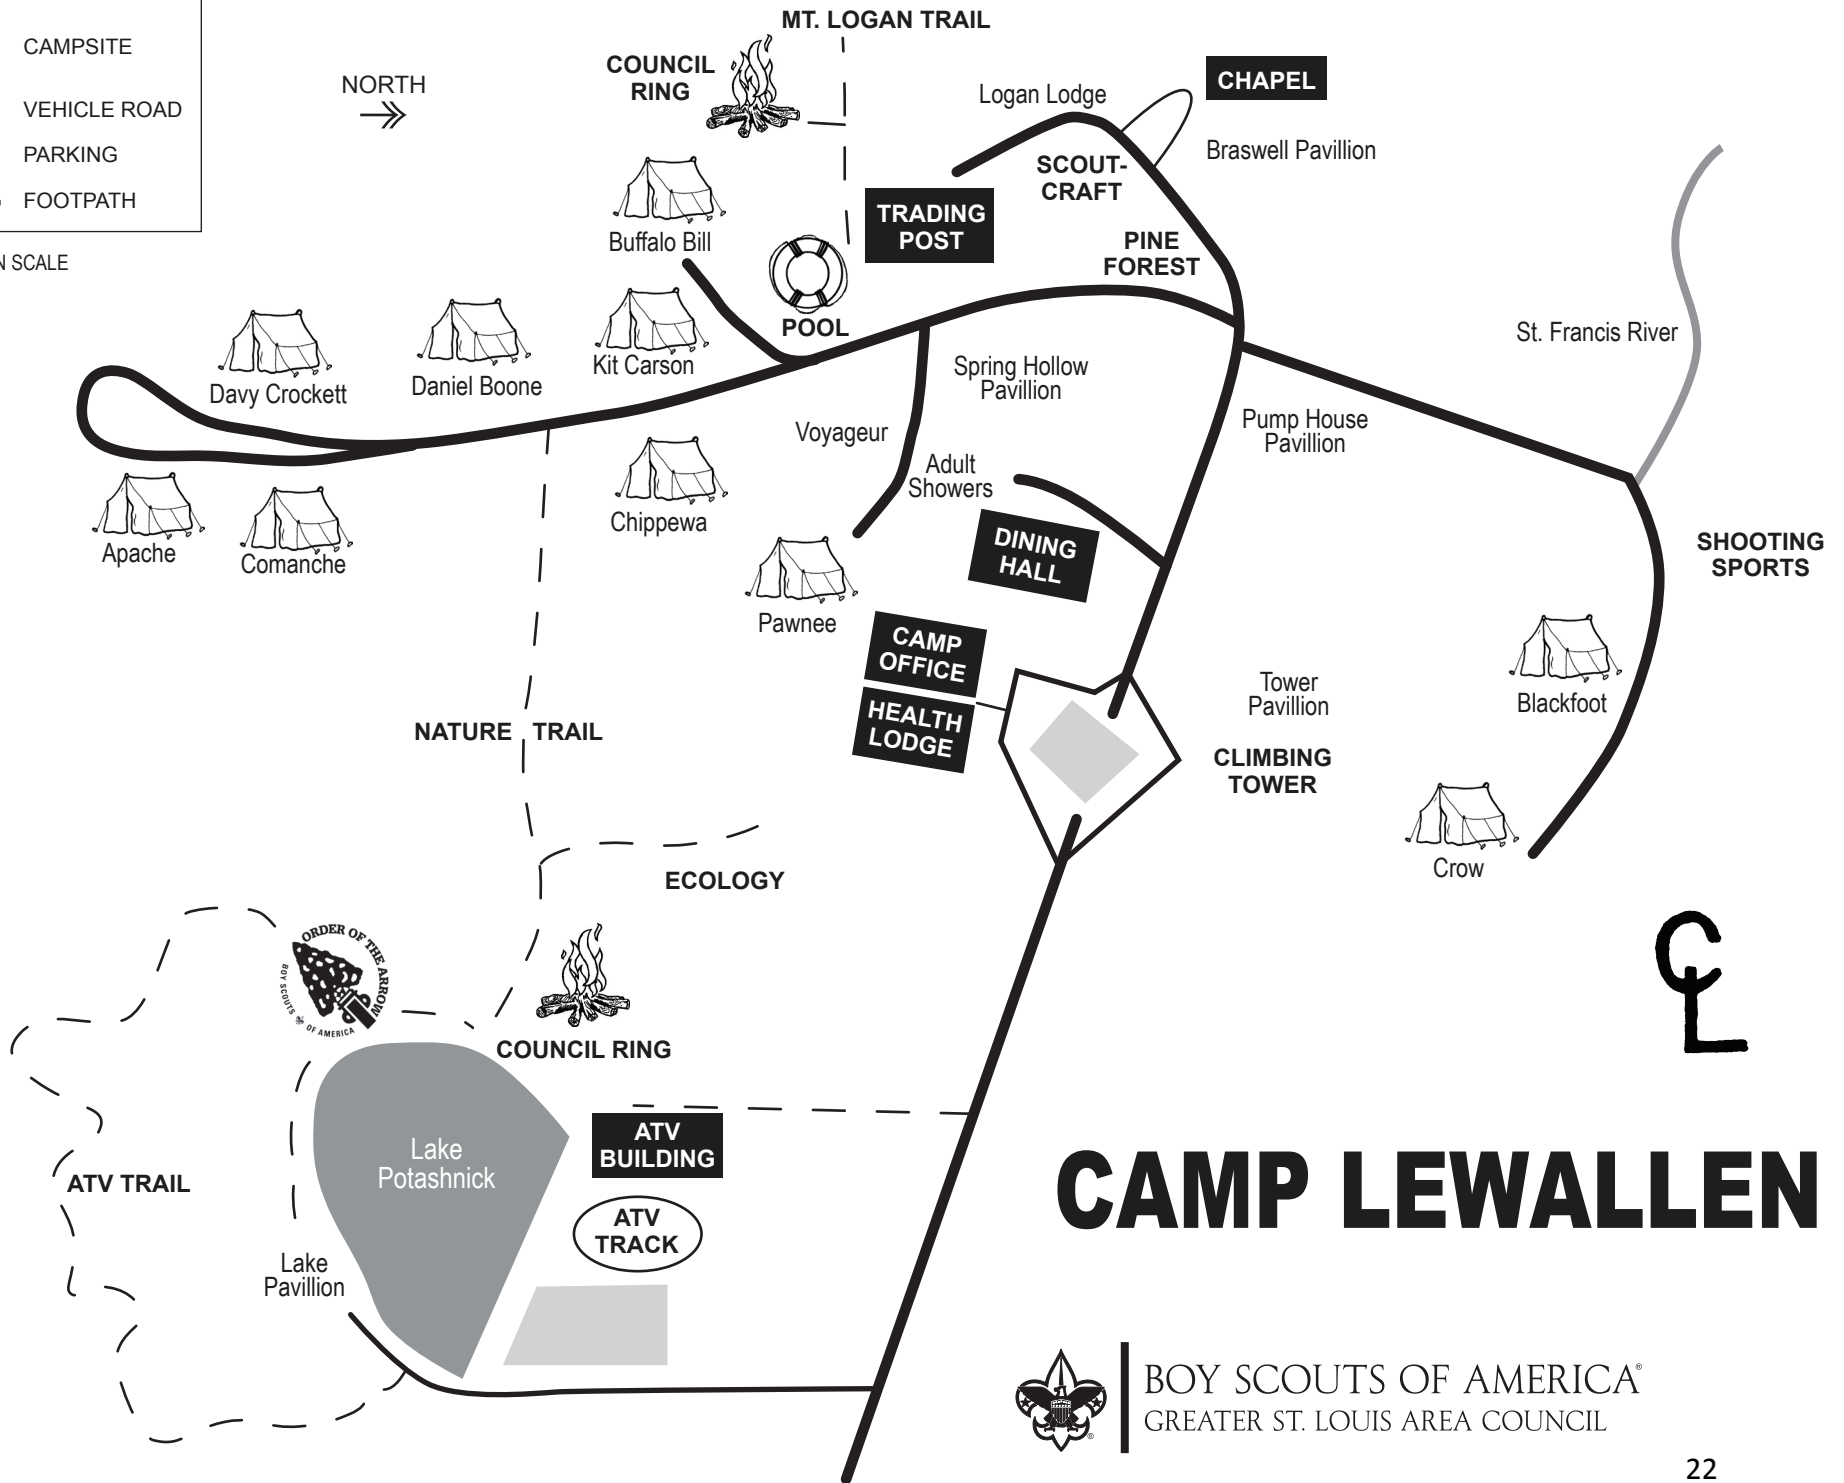 CAMPSITE
VEHICLE ROAD
PARKING
FOOTPATH
N SCALE
NORTH
MT. LOGAN TRAIL
COUNCIL
RING
Logan Lodge
CHAPEL
Braswell Pavillion
SCOUT-
CRAFT
TRADING
POST
PINE
FOREST
Buffalo Bill
POOL
St. Francis River
Davy Crockett
Daniel Boone
Kit Carson
Spring Hollow
Pavillion
Voyageur
Pump House
Pavillion
Adult
Showers
Apache
Comanche
Chippewa
DINING
HALL
SHOOTING
SPORTS
Pawnee
CAMP
OFFICE
HEALTH
LODGE
Tower
Pavillion
Blackfoot
NATURE TRAIL
CLIMBING
TOWER
Crow
ECOLOGY
ORDER OF THE ARROW
BOY SCOUTS OF AMERICA
COUNCIL RING
CL
Lake
Potashnick
ATV
BUILDING
ATV TRAIL
ATV
TRACK
CAMP LEWALLEN
Lake
Pavillion
BOY SCOUTS OF AMERICA®
GREATER ST. LOUIS AREA COUNCIL
®
22